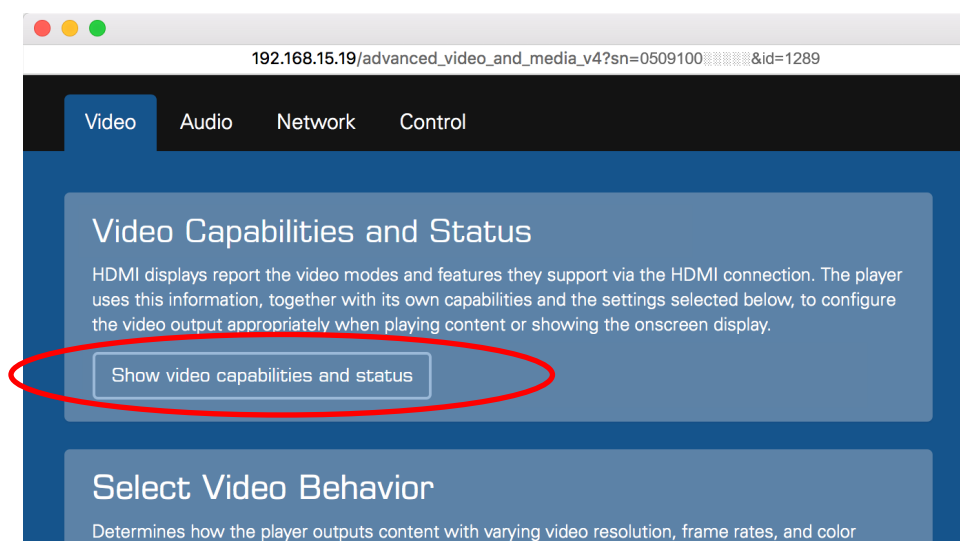 192.168.15.19/advanced_video_and_media_v4?sn=0509100 &id=1289
Video Audio Network Control
Video Capabilities and Status
HDMI displays report the video modes and features they support via the HDMI connection. The player
uses this information, together with its own capabilities and the settings selected below, to configure
the video output appropriately when playing content or showing the onscreen display.
Show video capabilities and status
Select Video Behavior
Determines how the player outputs content with varying video resolution, frame rates, and color